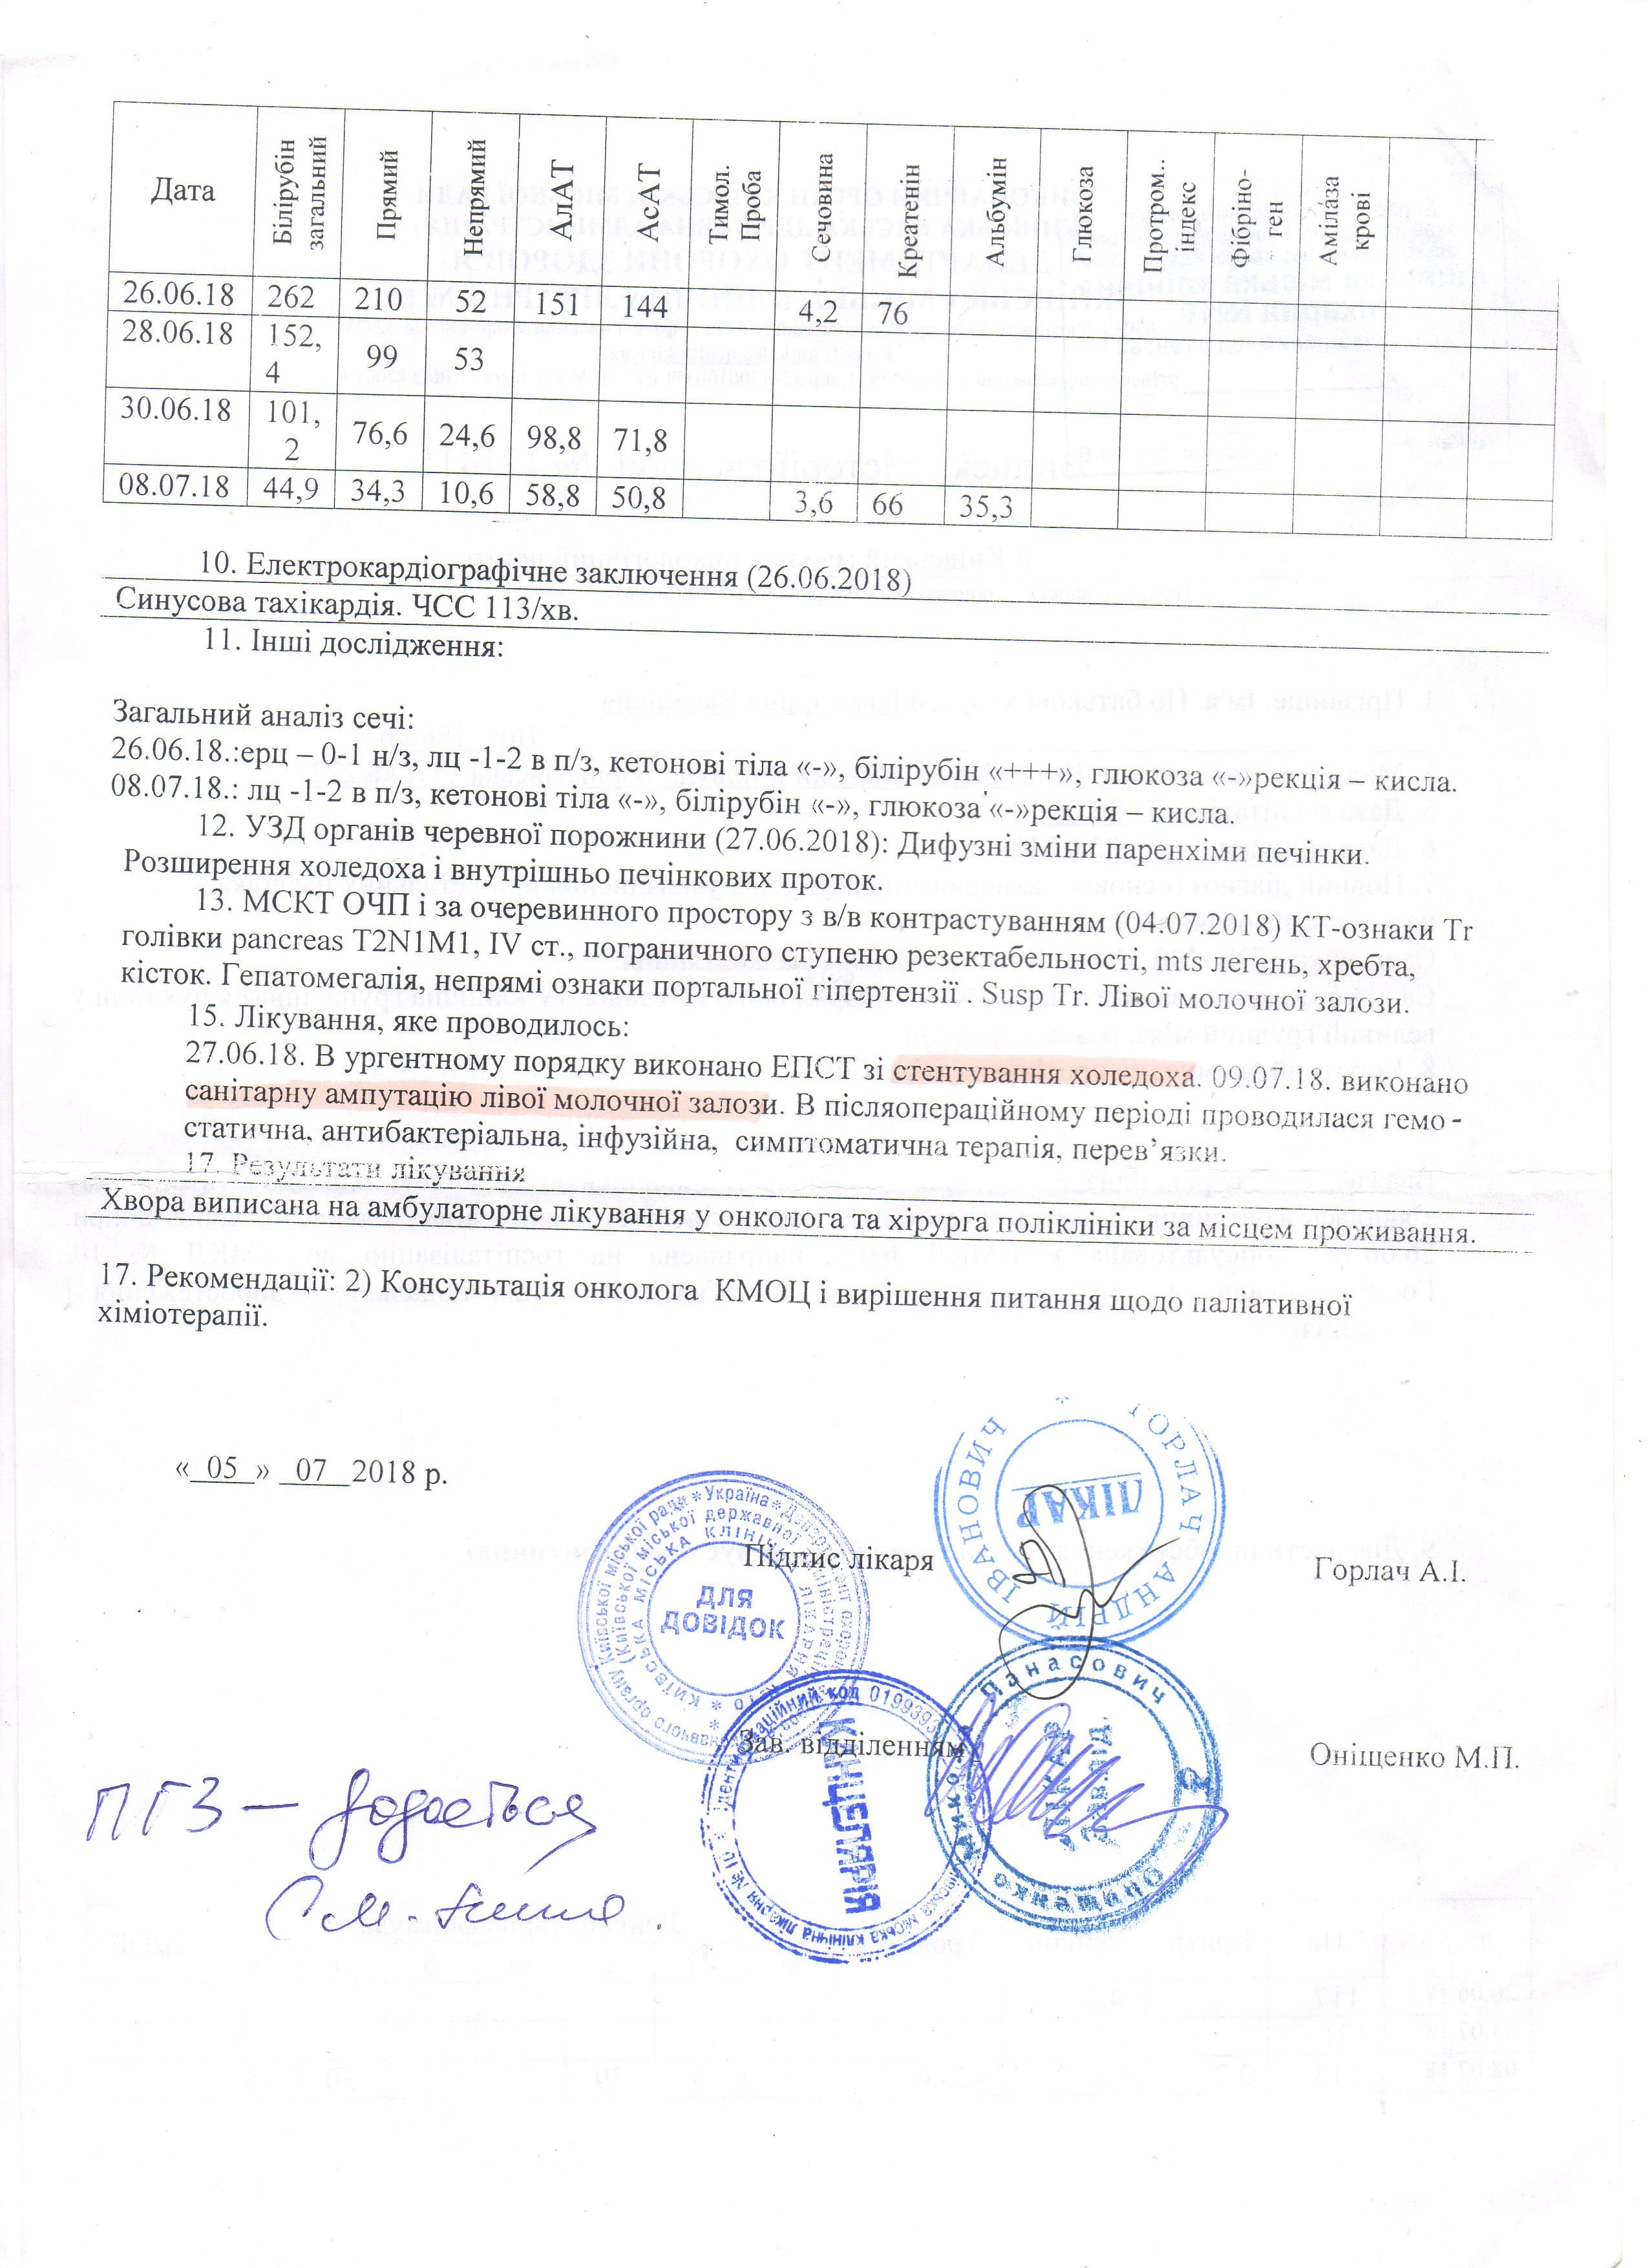 Дата Білірубін загальний Прямий Непрямий АлАТ АсАТ Тимол. Проба Сечовина Креатенін Альбумін Глюкоза Протром.. індекс Фібріно-ген Амілаза крові
26.06.18 262 210 52 151 144 4,2 76
28.06.18 152,4 99 53
30.06.18 101,2 76,6 24,6 98,8 71,8
08.07.18 44,9 34,3 10,6 58,8 50,8 3,6 66 35,3
10. Електрокардіографічне заключення (26.06.2018)
Синусова тахікардія. ЧСС 113/хв.
11. Інші дослідження:
Загальний аналіз сечі:
26.06.18.:ерц – 0-1 н/з, лц -1-2 в п/з, кетонові тіла «-», білірубін «+++», глюкоза «-»рекція – кисла.
08.07.18.: лц -1-2 в п/з, кетонові тіла «-», білірубін «-», глюкоза «-»рекція – кисла.
12. УЗД органів черевної порожнини (27.06.2018): Дифузні зміни паренхіми печінки.
Розширення холедоха і внутрішньо печінкових проток.
13. МСКТ ОЧП і за очеревинного простору з в/в контрастуванням (04.07.2018) КТ-ознаки Tr
голівки pancreas T2N1M1, IV ст., пограничного ступеню резектабельності, mts легень, хребта,
кісток. Гепатомегалія, непрямі ознаки портальної гіпертензії . Susp Tr. Лівої молочної залози.
15. Лікування, яке проводилось:
27.06.18. В ургентному порядку виконано ЕПСТ зі стентування холедоха. 09.07.18. виконано
санітарну ампутацію лівої молочної залози. В післяопераційному періоді проводилася гемо -
статична, антибактеріальна, інфузійна, симптоматична терапія, перев’язки.
17. Результати лікування
Хвора виписана на амбулаторне лікування у онколога та хірурга поліклініки за місцем проживання.
17. Рекомендації: 2) Консультація онколога КМОЦ і вирішення питання щодо паліативної
хіміотерапії.
« 05 » 07 2018 р.
ГОРЛАЧ АНДРІЙ ІВАНОВИЧ
ЛІКАР
Підпис лікаря Горлач А.І.
ДЛЯ ДОВІДОК
КИЇВСЬКА МІСЬКА КЛІНІЧНА ЛІКАРНЯ
Зав. відділенням Оніщенко М.П.
КАНЦЕЛЯРІЯ
Панасович
Зав. від.
ПГЗ – додається